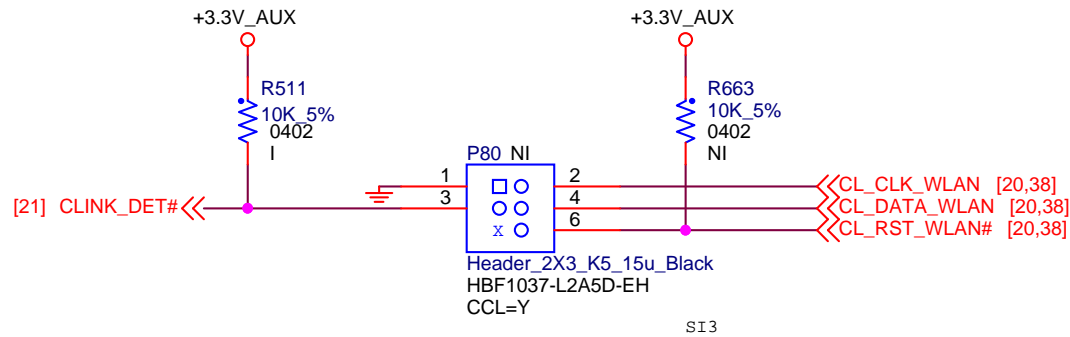 +3.3V_AUX
+3.3V_AUX
R511
10K_5%
0402
I
R663
10K_5%
0402
NI
P80 NI
1
2
[21] CLINK_DET#
3
4
6
x
CL_CLK_WLAN [20,38]
CL_DATA_WLAN [20,38]
CL_RST_WLAN# [20,38]
Header_2X3_K5_15u_Black
HBF1037-L2A5D-EH
CCL=Y
SI3